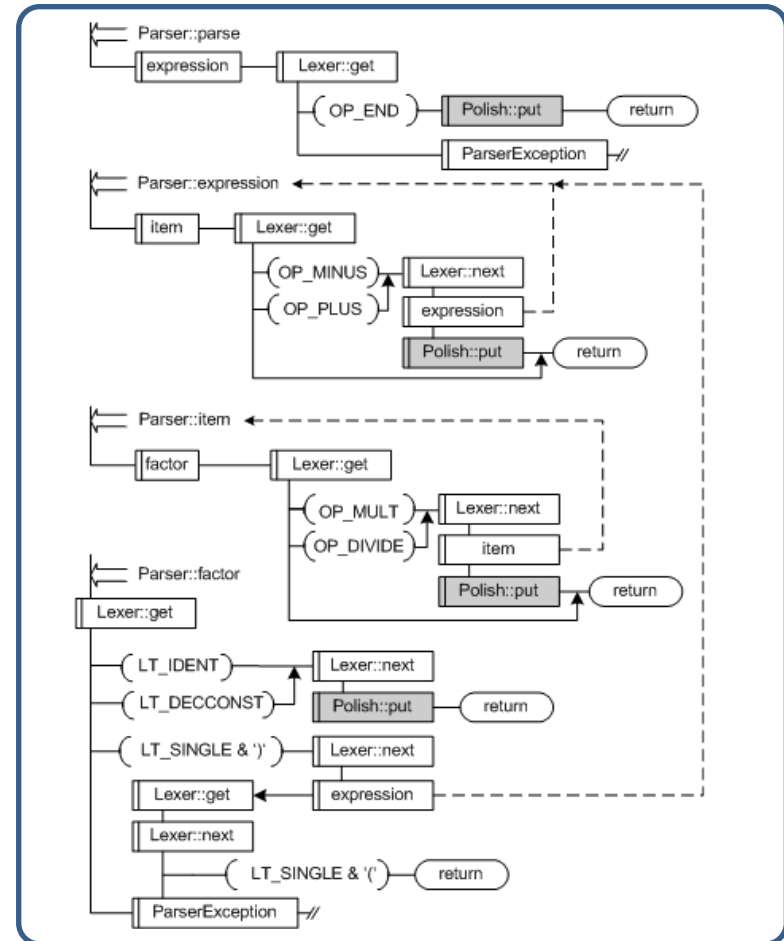 Parser::parse
expression Lexer::get
OP_END Polish::put return
ParserException
Parser::expression
item Lexer::get
OP_MINUS Lexer::next
OP_PLUS expression
Polish::put return
Parser::item
factor Lexer::get
OP_MULT Lexer::next
OP_DIVIDE item
Parser::factor
Polish::put return
Lexer::get
LT_IDENT Lexer::next
LT_DECCONST Polish::put return
LT_SINGLE & ')' Lexer::next
Lexer::get expression
Lexer::next
LT_SINGLE & '(' return
ParserException